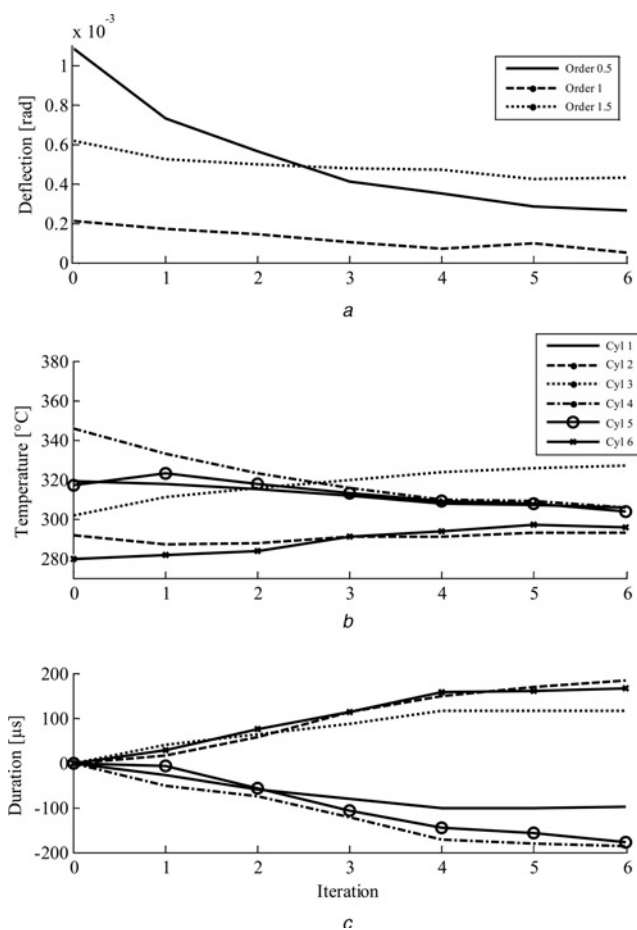 x 10⁻³
1
0.8
0.6
0.4
0.2
0
Deflection [rad]
Order 0.5
Order 1
Order 1.5
0 1 2 3 4 5 6
a
380
360
340
320
300
280
Temperature [°C]
Cyl 1
Cyl 2
Cyl 3
Cyl 4
Cyl 5
Cyl 6
0 1 2 3 4 5 6
b
200
100
0
-100
-200
Duration [µs]
0 1 2 3 4 5 6
Iteration
c